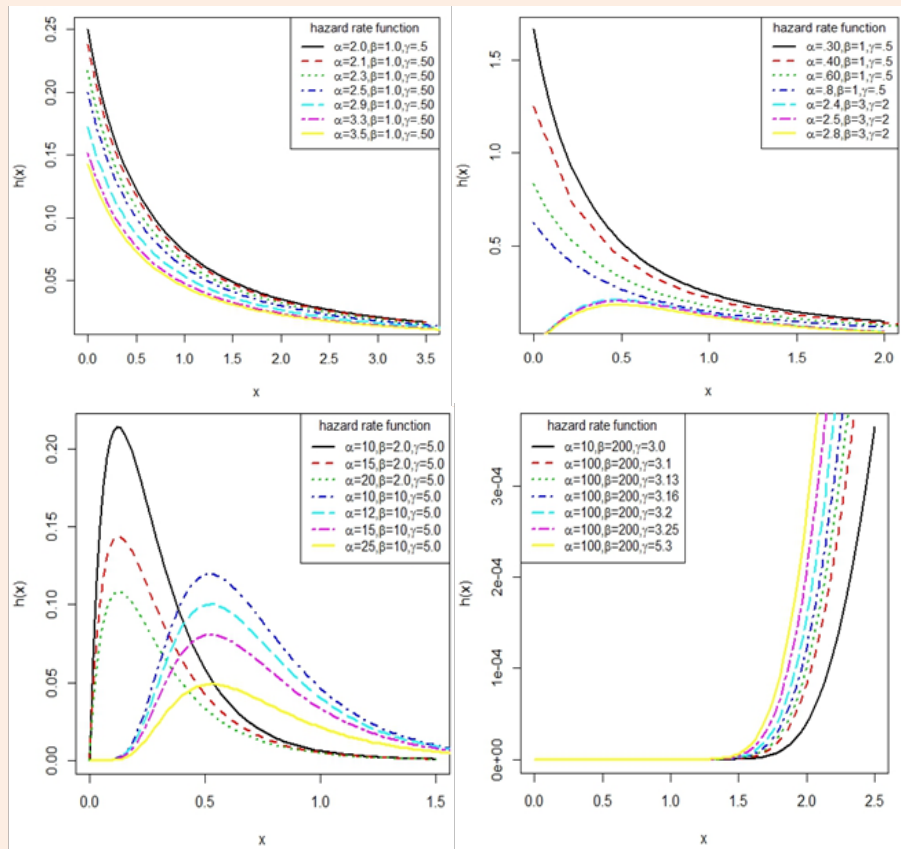 hazard rate function
α=2.0,β=1.0,γ=.5
α=2.1,β=1.0,γ=.50
α=2.3,β=1.0,γ=.50
α=2.5,β=1.0,γ=.50
α=2.9,β=1.0,γ=.50
α=3.3,β=1.0,γ=.50
α=3.5,β=1.0,γ=.50
h(x)
0.25
0.20
0.15
0.10
0.05
0.0 0.5 1.0 1.5 2.0 2.5 3.0 3.5
x
hazard rate function
α=.30,β=1,γ=.5
α=.40,β=1,γ=.5
α=.60,β=1,γ=.5
α=.8,β=1,γ=.5
α=2.4,β=3,γ=2
α=2.5,β=3,γ=2
α=2.8,β=3,γ=2
h(x)
1.5
1.0
0.5
0.0 0.5 1.0 1.5 2.0
x
hazard rate function
α=10,β=2.0,γ=5.0
α=15,β=2.0,γ=5.0
α=20,β=2.0,γ=5.0
α=10,β=10,γ=5.0
α=12,β=10,γ=5.0
α=15,β=10,γ=5.0
α=25,β=10,γ=5.0
h(x)
0.20
0.15
0.10
0.05
0.00
0.0 0.5 1.0 1.5
x
hazard rate function
α=10,β=200,γ=3.0
α=100,β=200,γ=3.1
α=100,β=200,γ=3.13
α=100,β=200,γ=3.16
α=100,β=200,γ=3.2
α=100,β=200,γ=3.25
α=100,β=200,γ=5.3
h(x)
3e-04
2e-04
1e-04
0e+00
0.0 0.5 1.0 1.5 2.0 2.5
x